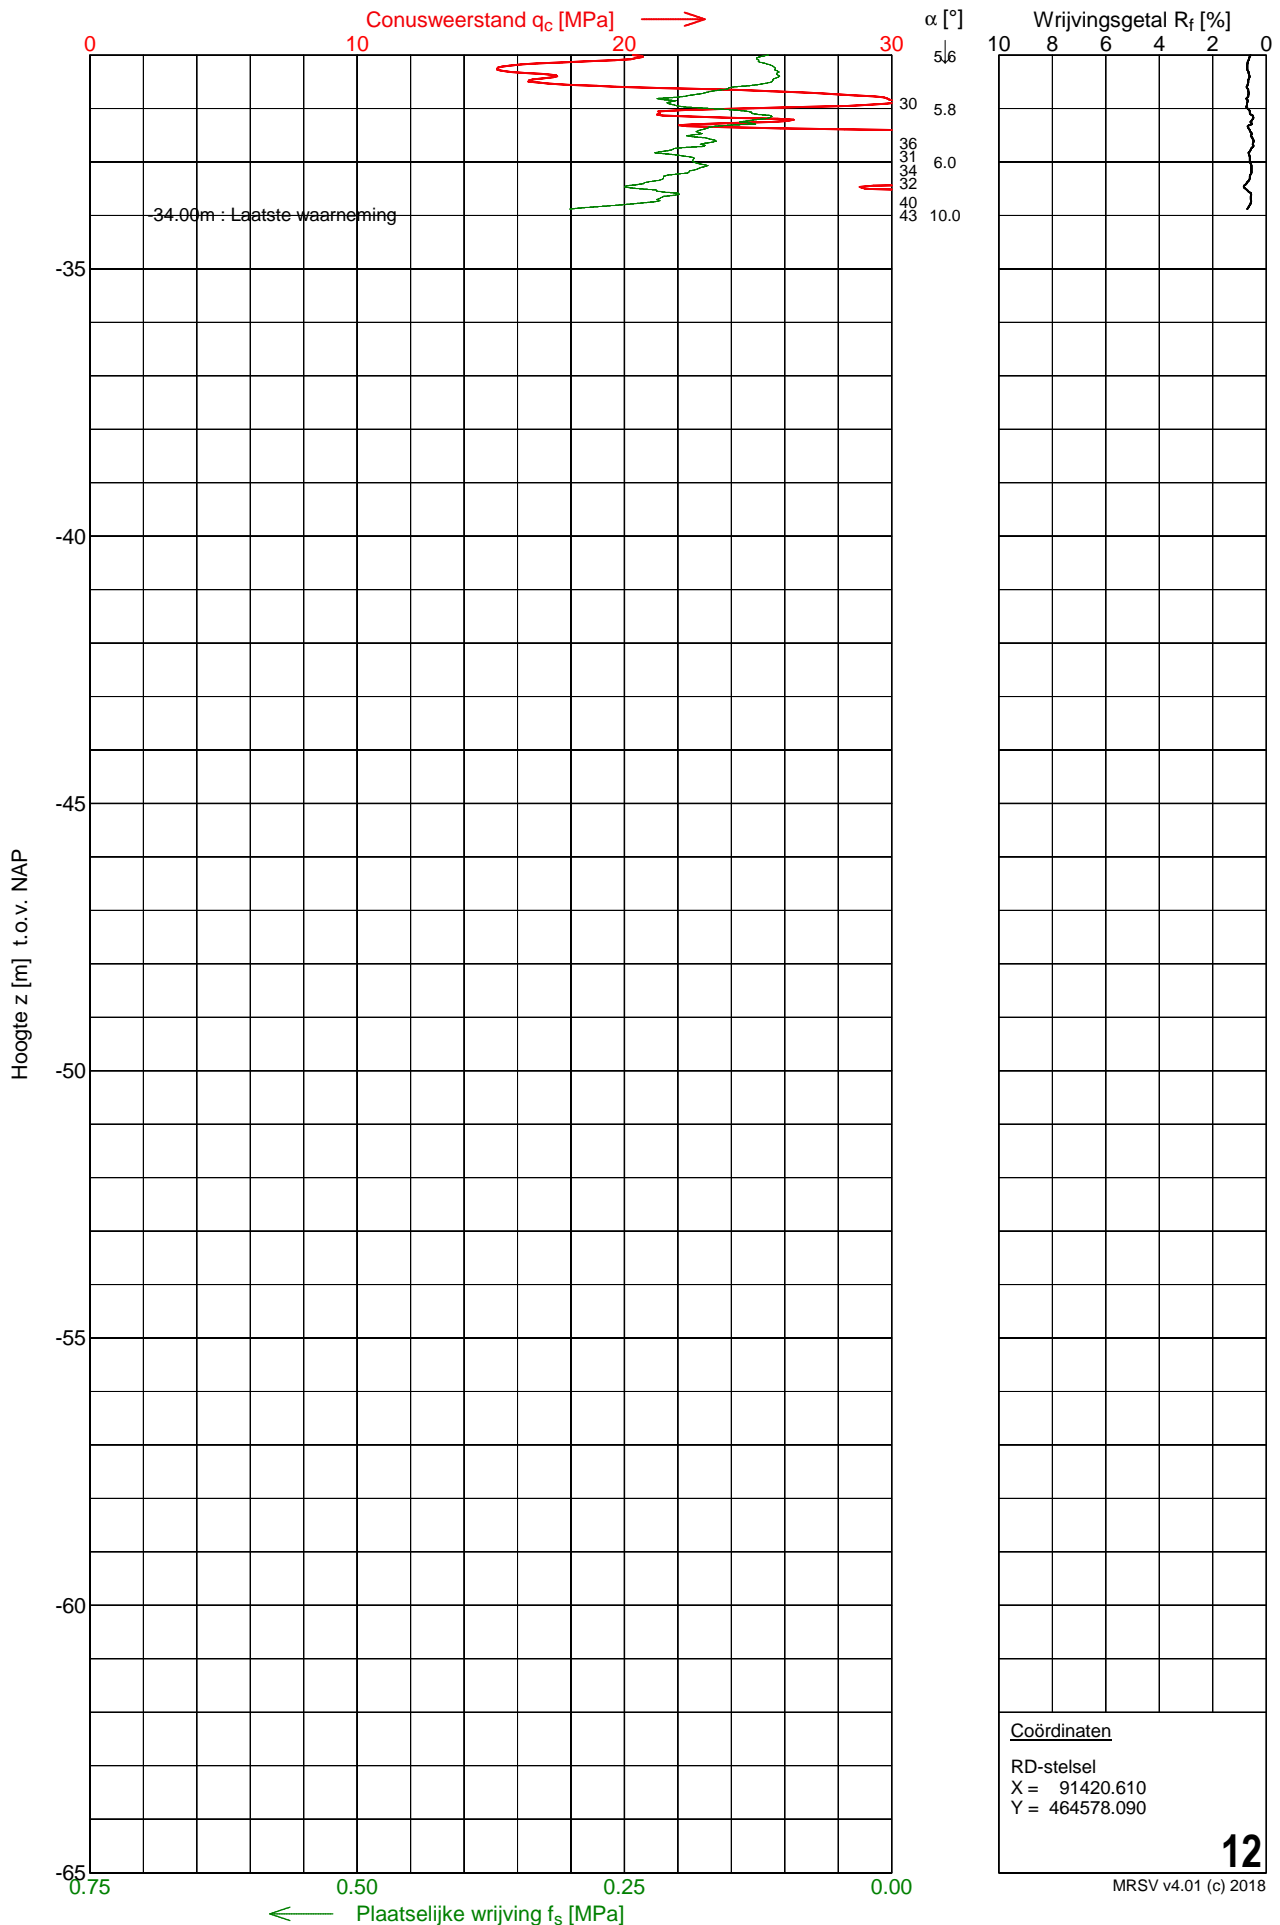 Conusweerstand qc [MPa]
α [°]
Wrijvingsgetal Rf [%]
0 10 20 30
10 8 6 4 2 0
5.6
30 5.8
36
31 6.0
34
32
40
-34.00m : Laatste waarneming 43 10.0
-35
-40
-45
Hoogte z [m] t.o.v. NAP
-50
-55
-60
-65
Coördinaten
RD-stelsel
X = 91420.610
Y = 464578.090
12
0.75 0.50 0.25 0.00
MRSV v4.01 (c) 2018
Plaatselijke wrijving fs [MPa]